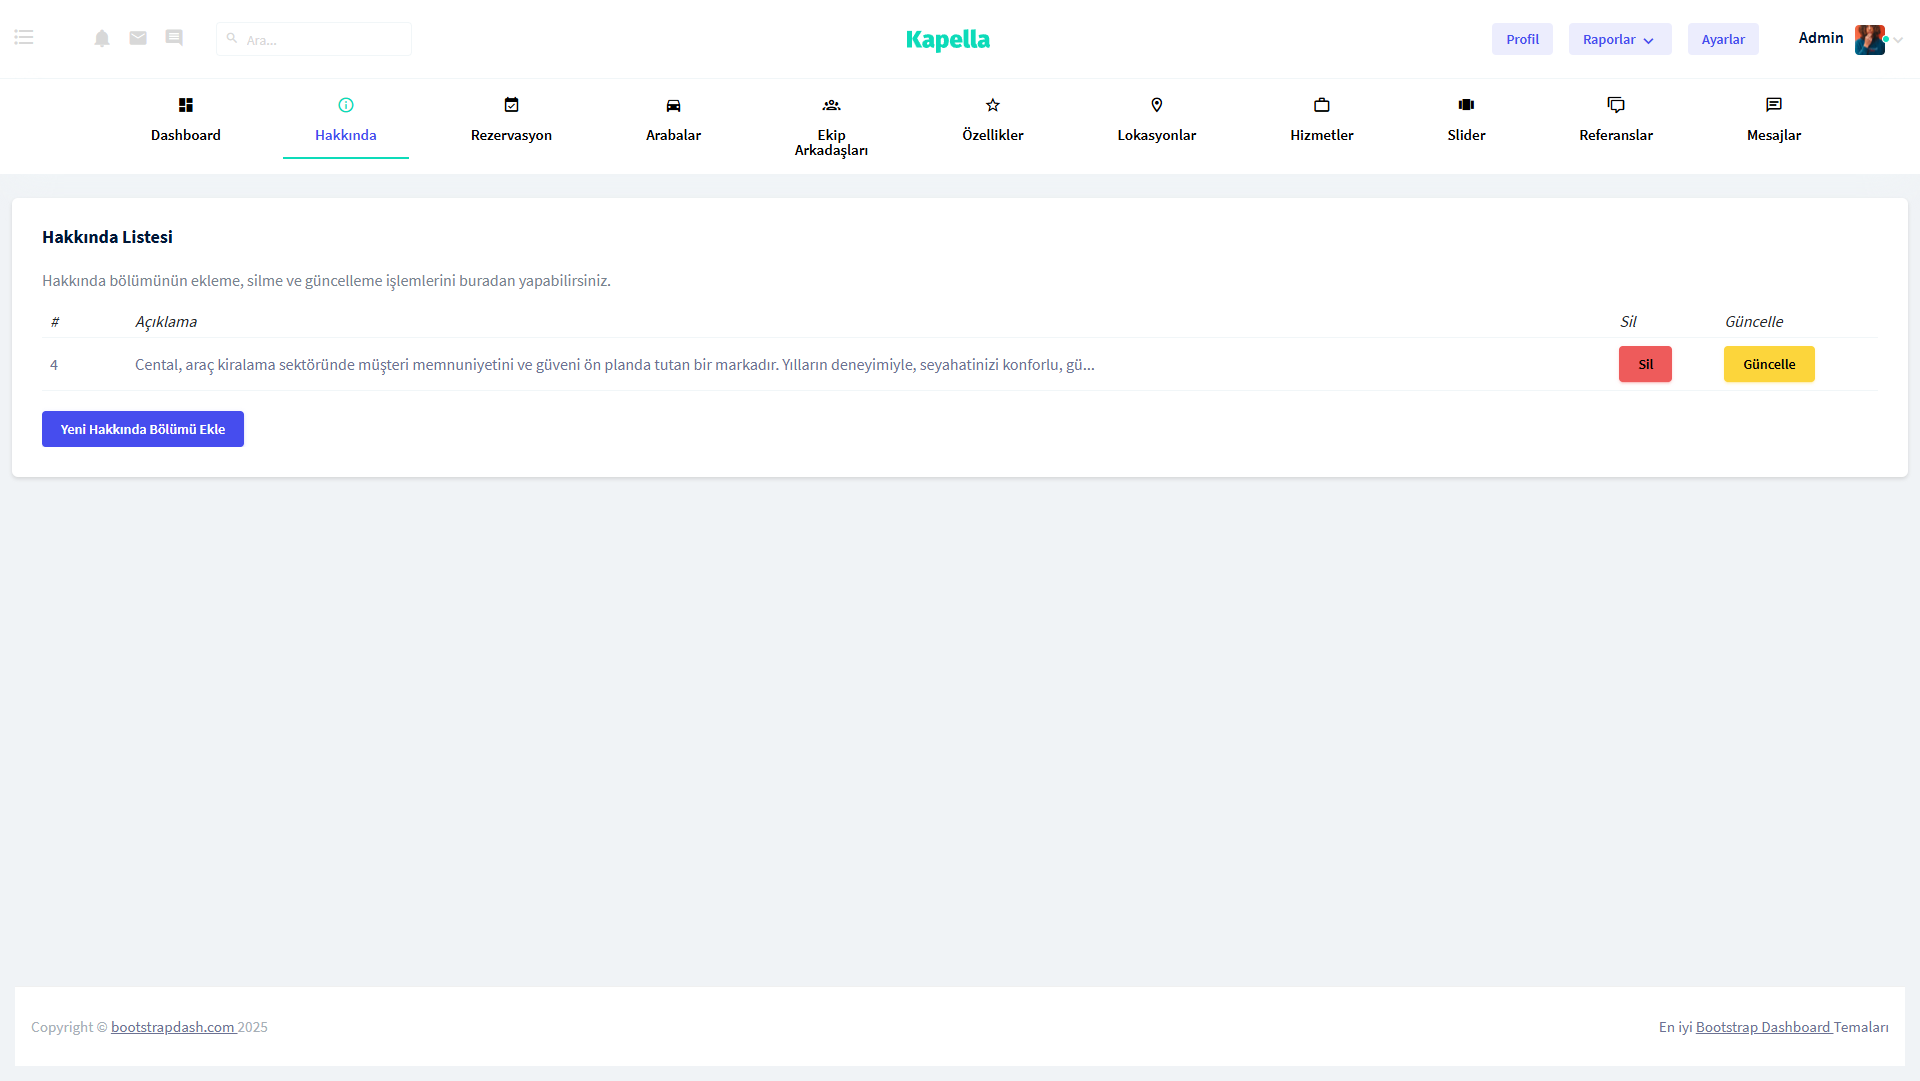 Ara...
Kapella
Profil
Raporlar
Ayarlar
Admin
Dashboard
Hakkında
Rezervasyon
Arabalar
Ekip
Arkadaşları
Özellikler
Lokasyonlar
Hizmetler
Slider
Referanslar
Mesajlar
Hakkında Listesi
Hakkında bölümünün ekleme, silme ve güncelleme işlemlerini buradan yapabilirsiniz.
# Açıklama Sil Güncelle
4 Cental, araç kiralama sektöründe müşteri memnuniyetini ve güveni ön planda tutan bir markadır. Yılların deneyimiyle, seyahatinizi konforlu, gü... Sil Güncelle
Yeni Hakkında Bölümü Ekle
Copyright © bootstrapdash.com 2025
En iyi Bootstrap Dashboard Temaları